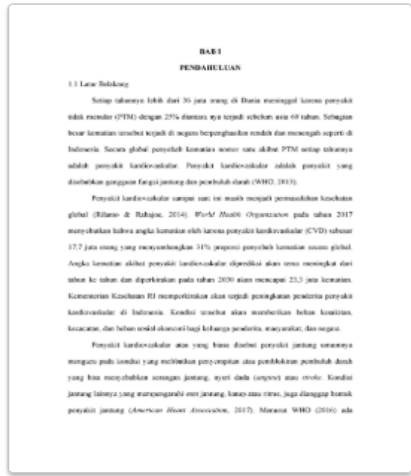 BAB I
PENDAHULUAN
1.1 Latar Belakang
Setiap tahunnya lebih dari 36 juta orang di Dunia meninggal karena penyakit
tidak menular (PTM) dengan 25% diantara nya terjadi sebelum usia 60 tahun. Sebagian
besar kematian tersebut terjadi di negara berpenghasilan rendah dan menengah seperti di
Indonesia. Secara global penyebab kematian nomor satu akibat PTM setiap tahunnya
adalah penyakit kardiovaskular. Penyakit kardiovaskular adalah penyakit yang
disebabkan gangguan fungsi jantung dan pembuluh darah (WHO, 2013).
Penyakit kardiovaskular sampai saat ini masih menjadi permasalahan kesehatan
global (Rilanto & Rahajoe, 2014). World Health Organization pada tahun 2017
menyebutkan bahwa angka kematian oleh karena penyakit kardiovaskular (CVD) sebesar
17,7 juta orang yang menyumbangkan 31% proporsi penyebab kematian secara global.
Angka kematian akibat penyakit kardiovaskular diprediksi akan terus meningkat dari
tahun ke tahun dan diperkirakan pada tahun 2030 akan mencapai 23,3 juta kematian.
Kementerian Kesehatan RI memperkirakan akan terjadi peningkatan penderita penyakit
kardiovaskular di Indonesia. Kondisi tersebut akan memberikan beban kesakitan,
kecacatan, dan beban sosial ekonomi bagi keluarga penderita, masyarakat, dan negara.
Penyakit kardiovaskular atau yang biasa disebut penyakit jantung umumnya
mengacu pada kondisi yang melibatkan penyempitan atau pemblokiran pembuluh darah
yang bisa menyebabkan serangan jantung, nyeri dada (angina) atau stroke. Kondisi
jantung lainnya yang mempengaruhi otot jantung, katup atau ritme, juga dianggap bentuk
penyakit jantung (American Heart Association, 2017). Menurut WHO (2016) ada